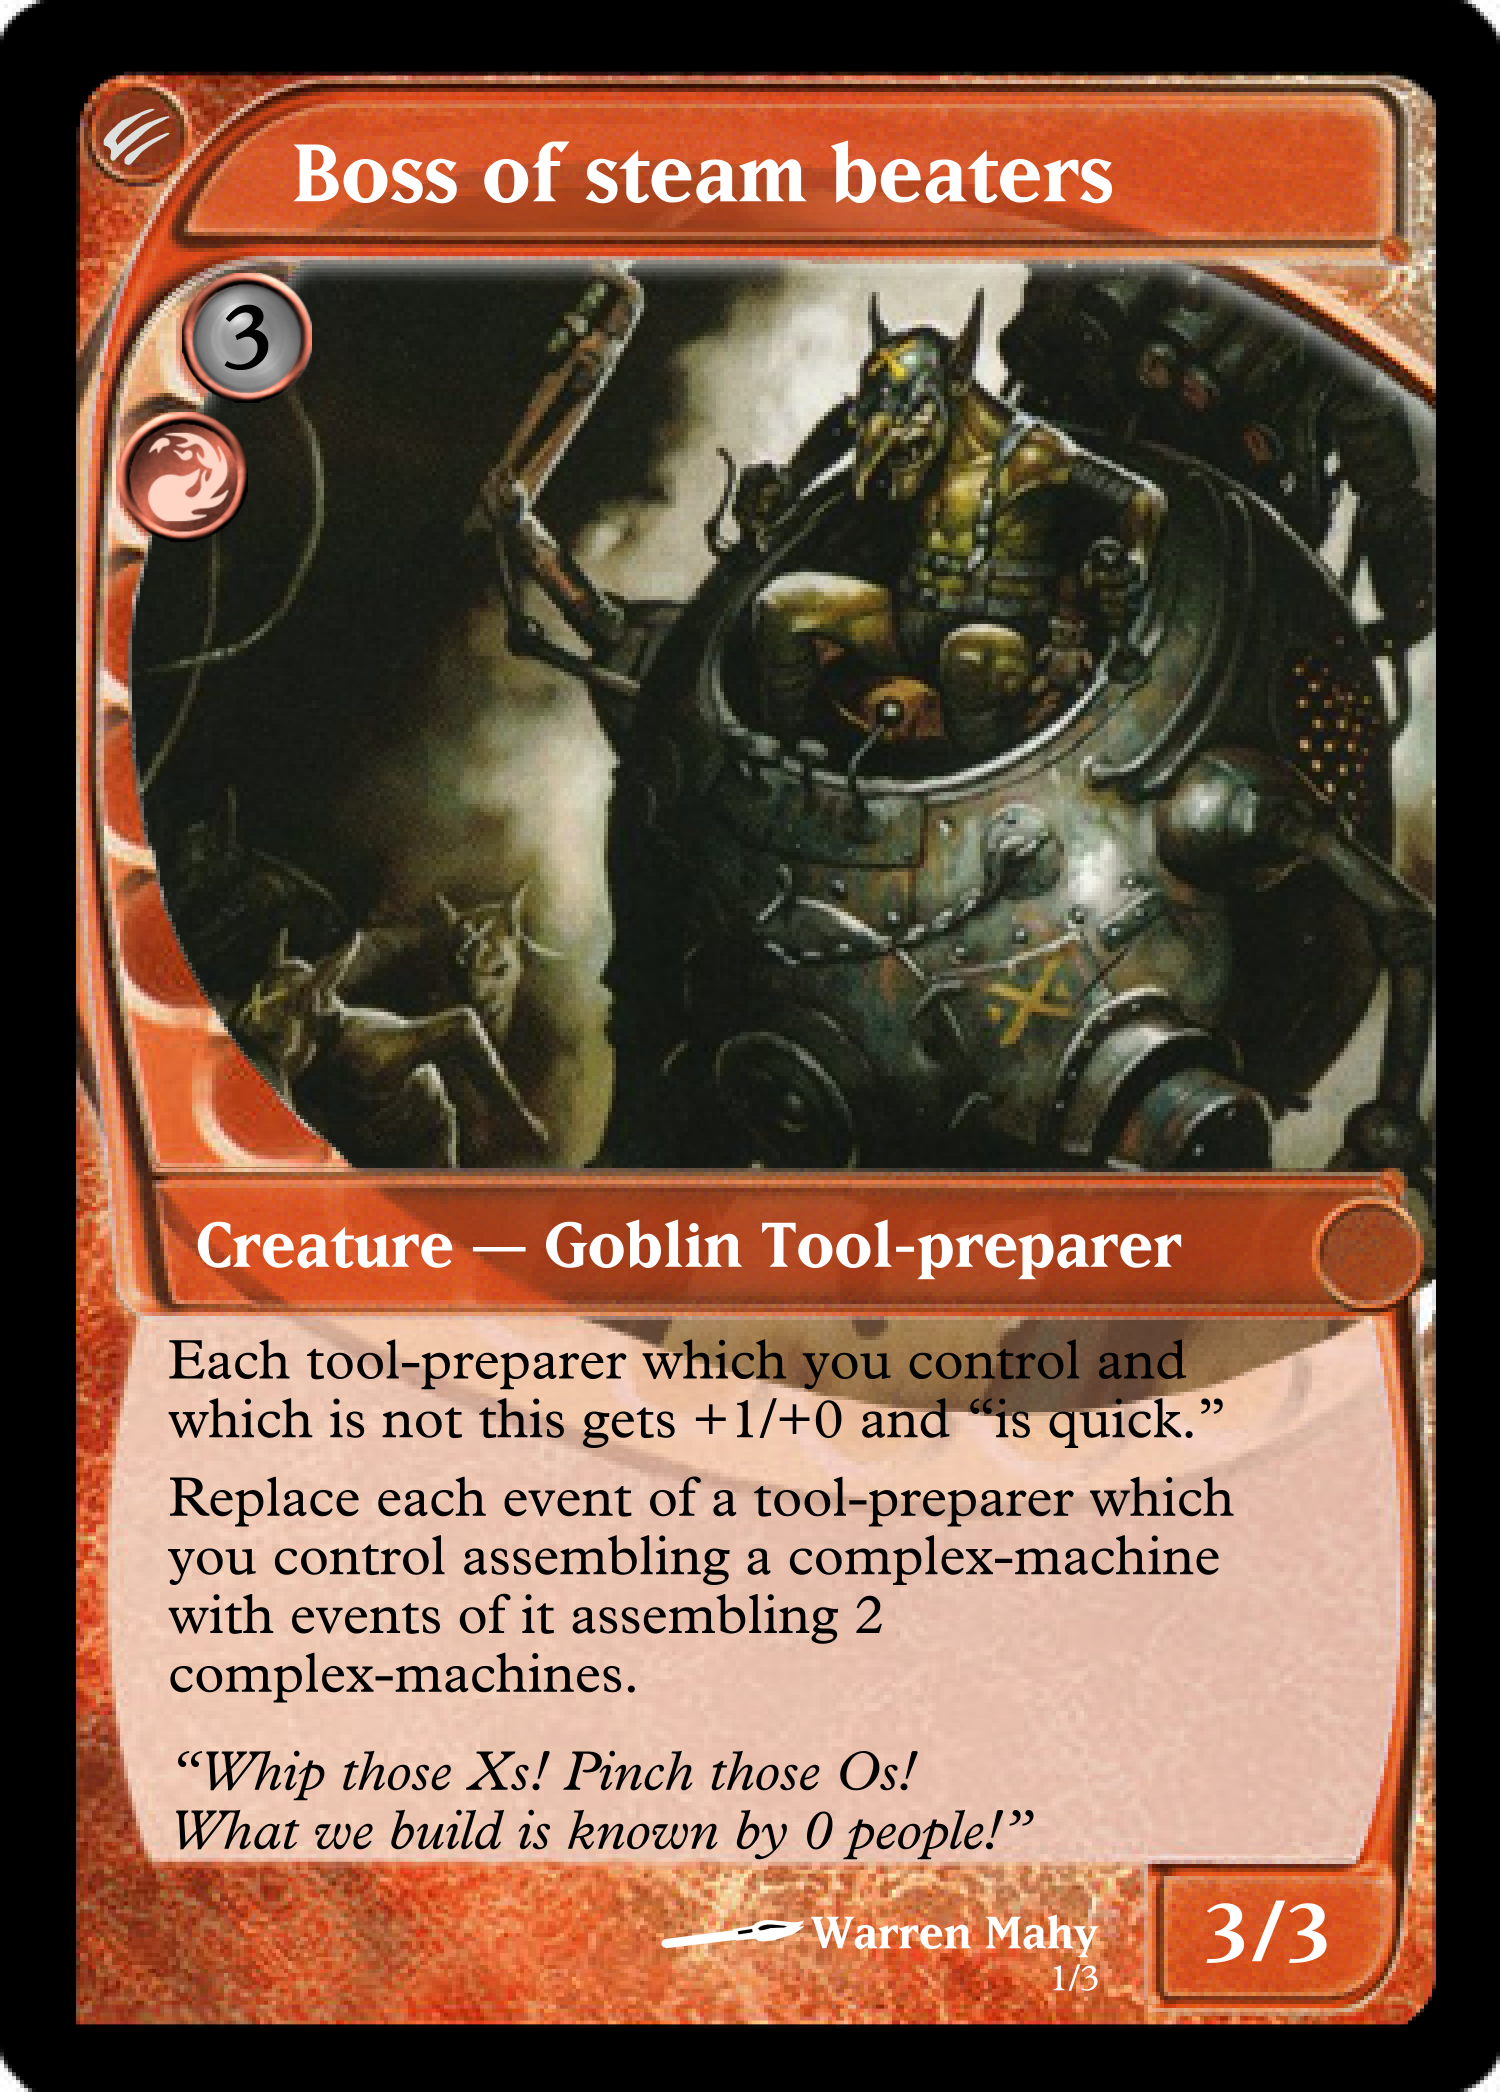 Boss of steam beaters
3
Creature — Goblin Tool-preparer
Each tool-preparer which you control and
which is not this gets +1/+0 and “is quick.”
Replace each event of a tool-preparer which
you control assembling a complex-machine
with events of it assembling 2
complex-machines.
“Whip those Xs! Pinch those Os!
What we build is known by 0 people!”
Warren Mahy
1/3
3/3